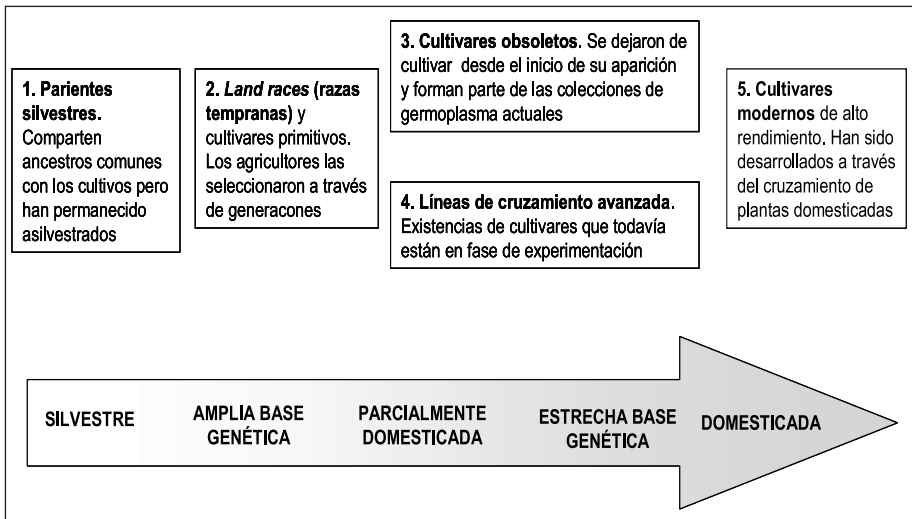 1. Parientes
silvestres.
Comparten
ancestros comunes
con los cultivos pero
han permecido
asilvestrados
2. Land races (razas
tempranas) y
cultivares primitivos.
Los agricultores las
seleccionaron a través
de generacones
3. Cultivares obsoletos. Se dejaron de
cultivar desde el inicio de su aparición
y forman parte de las colecciones de
germoplasma actuales
4. Líneas de cruzamiento avanzada.
Existencias de cultivares que todavía
están en fase de experimentación
5. Cultivares
modernos de alto
rendimiento. Han sido
desarrollados a través
del cruzamiento de
plantas domesticadas
SILVESTRE
AMPLIA BASE
GENÉTICA
PARCIALMENTE
DOMESTICADA
ESTRECHA BASE
GENÉTICA
DOMESTICADA